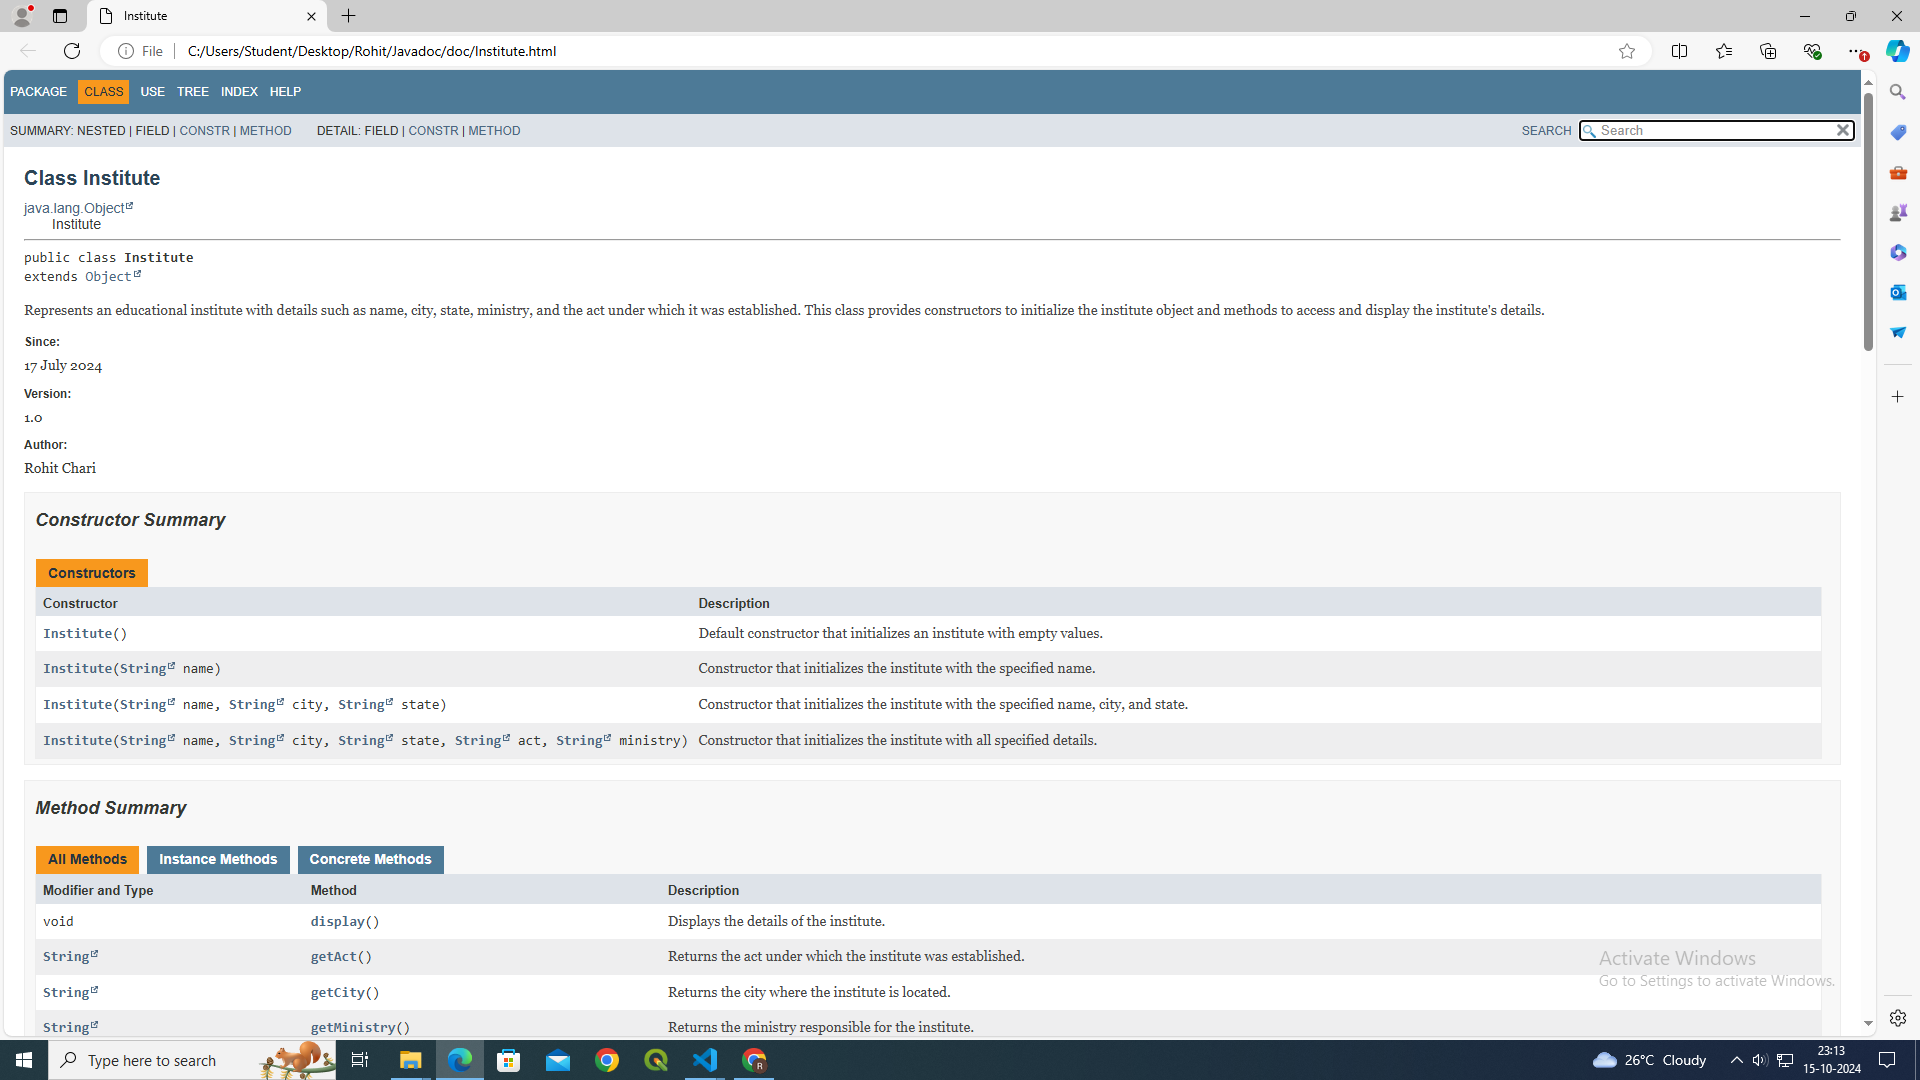 Institute
File
C:/Users/Student/Desktop/Rohit/Javadoc/doc/Institute.html
PACKAGE CLASS USE TREE INDEX HELP
SUMMARY: NESTED | FIELD | CONSTR | METHOD DETAIL: FIELD | CONSTR | METHOD SEARCH Search
Class Institute
java.lang.Object
Institute
public class Institute
extends Object
Represents an educational institute with details such as name, city, state, ministry, and the act under which it was established. This class provides constructors to initialize the institute object and methods to access and display the institute's details.
Since:
17 July 2024
Version:
1.0
Author:
Rohit Chari
Constructor Summary
Constructors
Constructor Description
Institute() Default constructor that initializes an institute with empty values.
Institute(String name) Constructor that initializes the institute with the specified name.
Institute(String name, String city, String state) Constructor that initializes the institute with the specified name, city, and state.
Institute(String name, String city, String state, String act, String ministry) Constructor that initializes the institute with all specified details.
Method Summary
All Methods Instance Methods Concrete Methods
Modifier and Type Method Description
void display() Displays the details of the institute.
String getAct() Returns the act under which the institute was established.
String getCity() Returns the city where the institute is located.
String getMinistry() Returns the ministry responsible for the institute.
Activate Windows
Go to Settings to activate Windows.
Type here to search
R
26°C Cloudy
23:13
15-10-2024